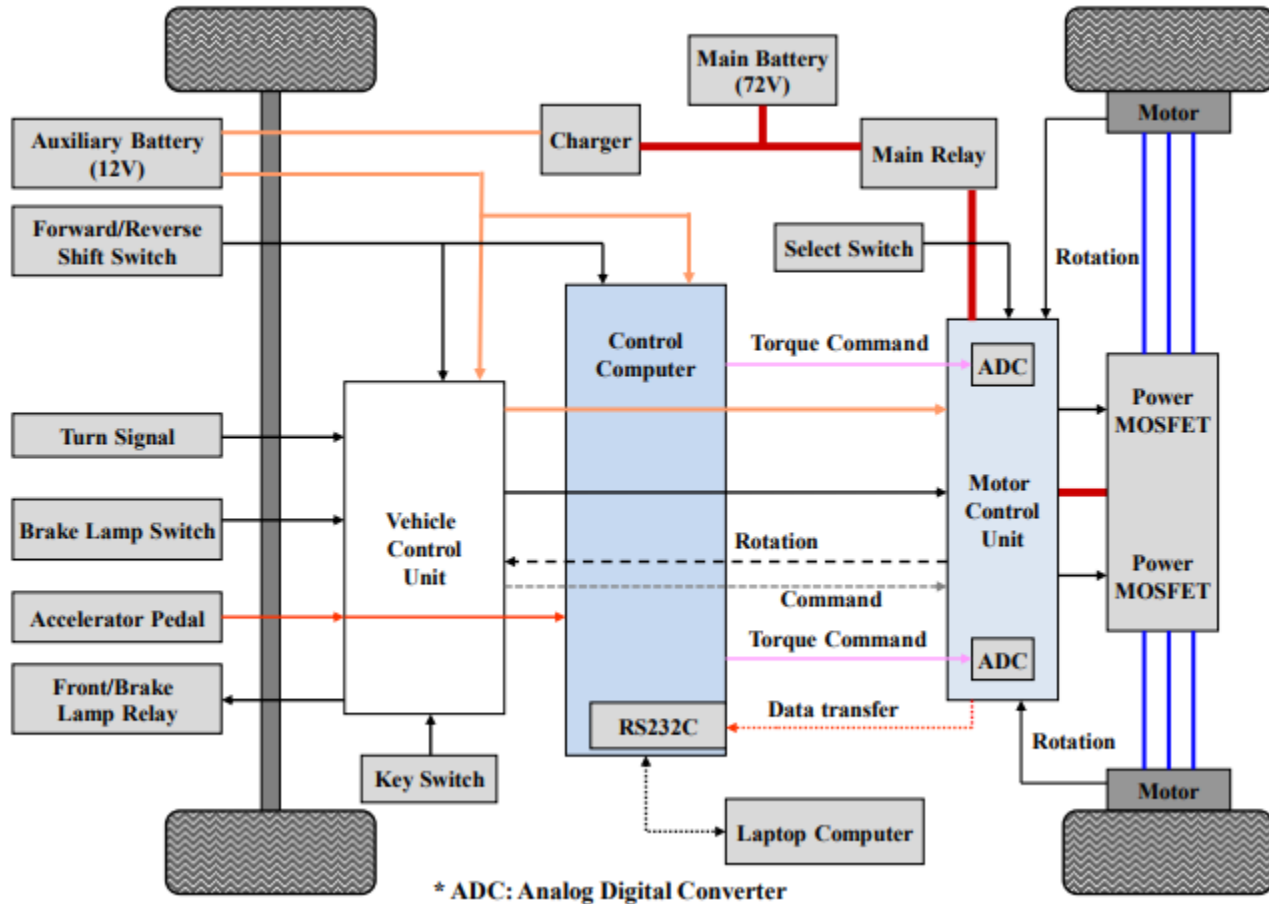 Main Battery
(72V)
Motor
Auxiliary Battery
(12V)
Charger
Main Relay
Forward/Reverse
Shift Switch
Select Switch
Rotation
Control
Computer
Torque Command
ADC
Power
MOSFET
Turn Signal
Brake Lamp Switch
Vehicle
Control
Unit
Motor
Control
Unit
Rotation
Power
MOSFET
Accelerator Pedal
Command
Torque Command
ADC
Front/Brake
Lamp Relay
RS232C
Data transfer
Rotation
Key Switch
Motor
Laptop Computer
* ADC: Analog Digital Converter